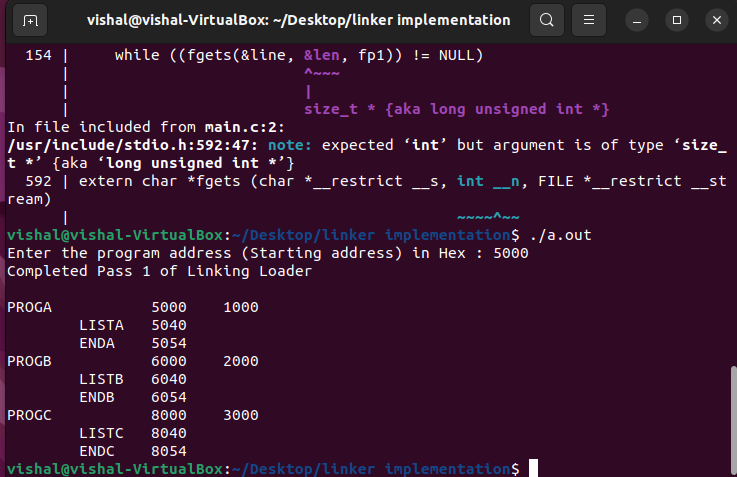 vishal@vishal-VirtualBox: ~/Desktop/linker implementation
154 |     while ((fgets(&line, &len, fp1)) != NULL)
    |                          ^~~~
    |                          |
    |                          size_t * {aka long unsigned int *}
In file included from main.c:2:
/usr/include/stdio.h:592:47: note: expected ‘int’ but argument is of type ‘size_
t *’ {aka ‘long unsigned int *’}
592 | extern char *fgets (char *__restrict __s, int __n, FILE *__restrict __st
ream)
    |                                           ~~~~^~~
vishal@vishal-VirtualBox:~/Desktop/linker implementation$ ./a.out
Enter the program address (Starting address) in Hex : 5000
Completed Pass 1 of Linking Loader
PROGA           5000    1000
        LISTA   5040
        ENDA    5054
PROGB           6000    2000
        LISTB   6040
        ENDB    6054
PROGC           8000    3000
        LISTC   8040
        ENDC    8054
vishal@vishal-VirtualBox:~/Desktop/linker implementation$